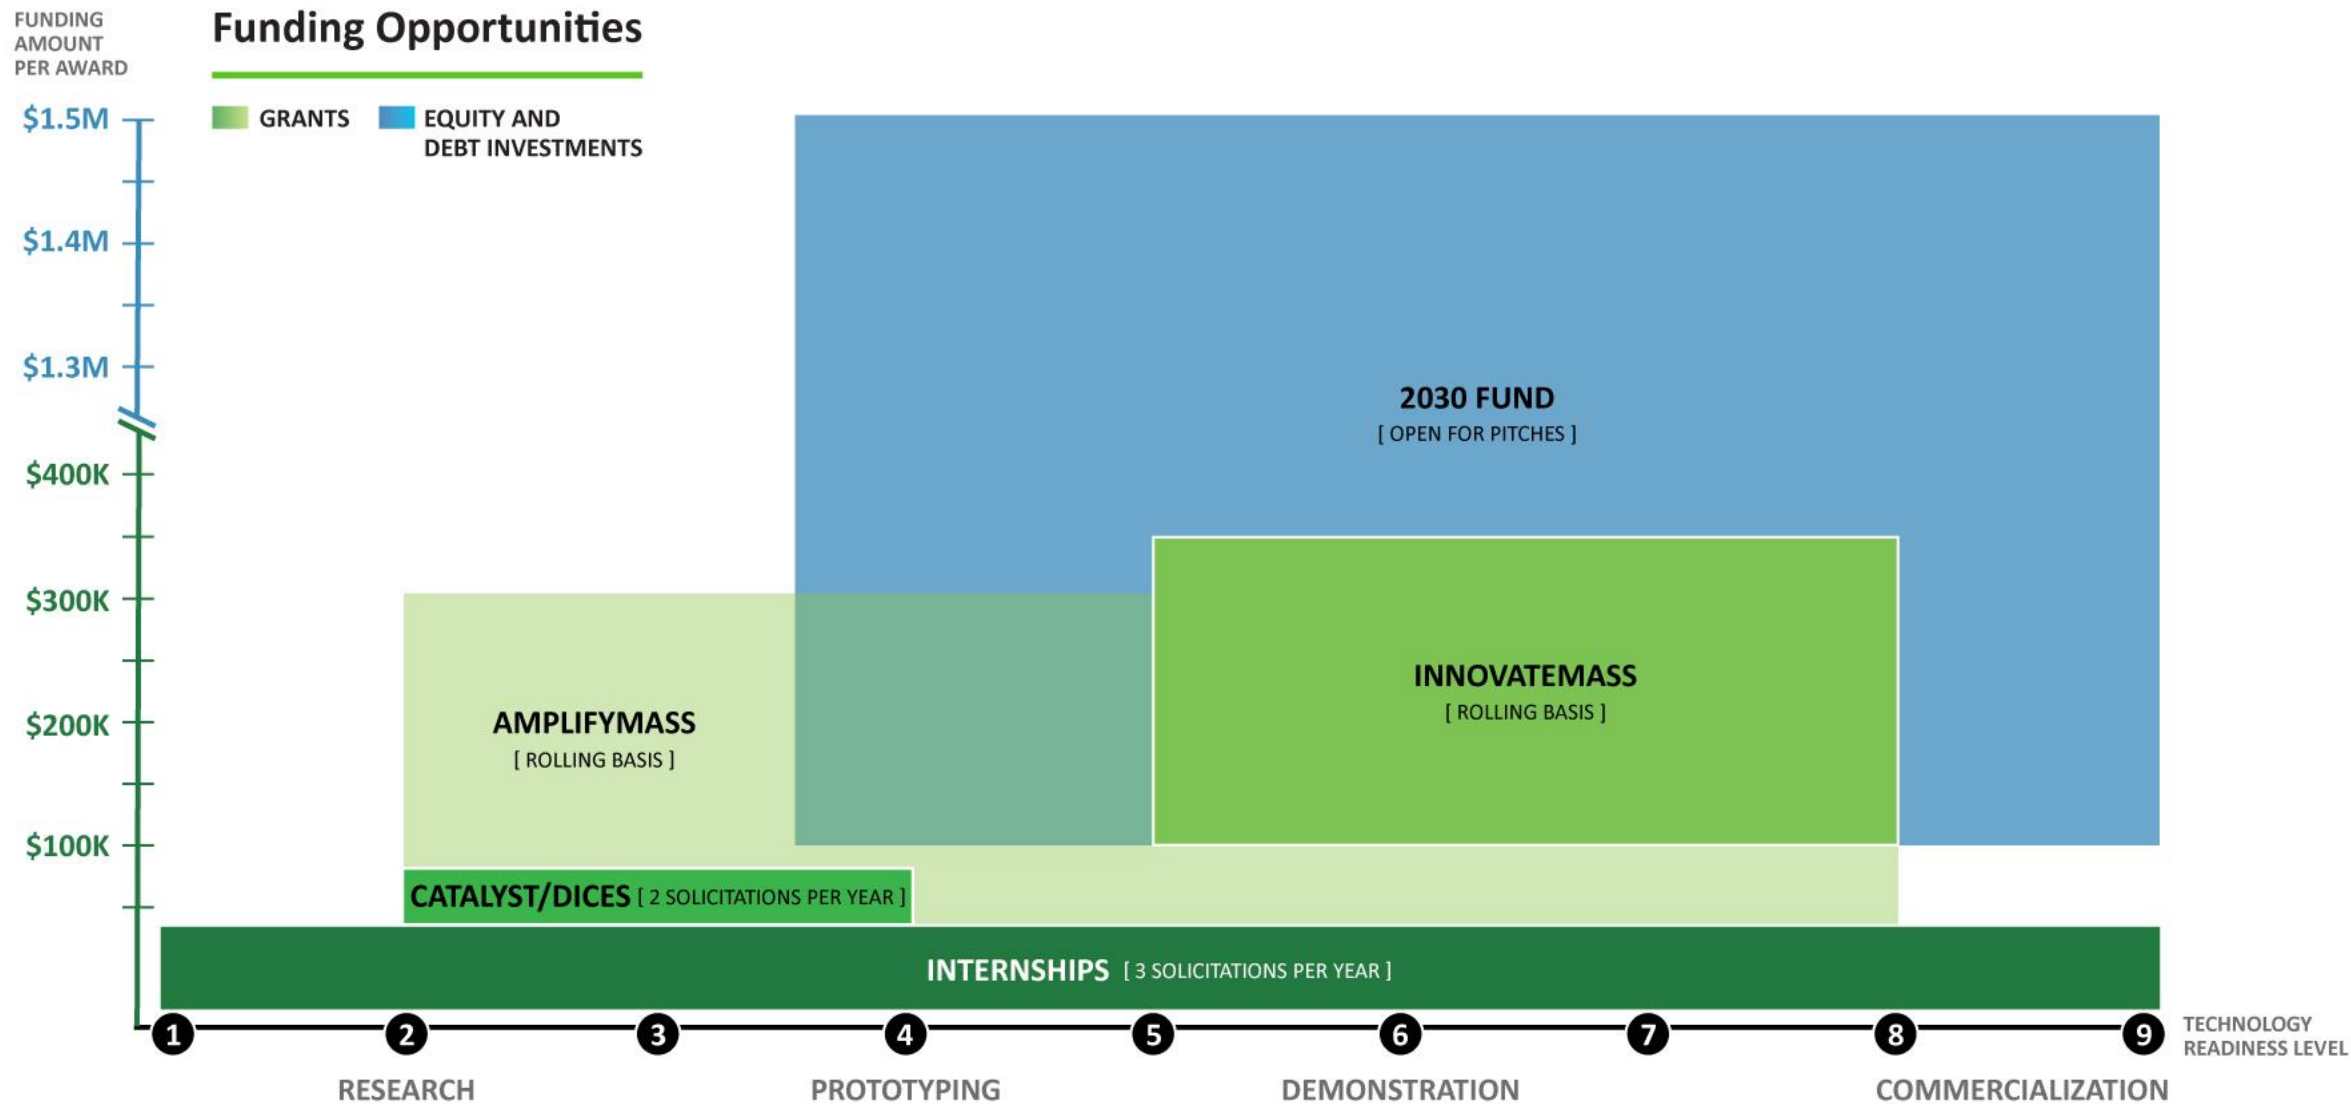 FUNDING
AMOUNT
PER AWARD
Funding Opportunities
GRANTS
EQUITY AND
DEBT INVESTMENTS
$1.5M
$1.4M
$1.3M
$400K
$300K
$200K
$100K
2030 FUND
[ OPEN FOR PITCHES ]
INNOVATEMASS
[ ROLLING BASIS ]
AMPLIFYMASS
[ ROLLING BASIS ]
CATALYST/DICES [ 2 SOLICITATIONS PER YEAR ]
INTERNSHIPS [ 3 SOLICITATIONS PER YEAR ]
1 2 3 4 5 6 7 8 9
TECHNOLOGY
READINESS LEVEL
RESEARCH PROTOTYPING DEMONSTRATION COMMERCIALIZATION